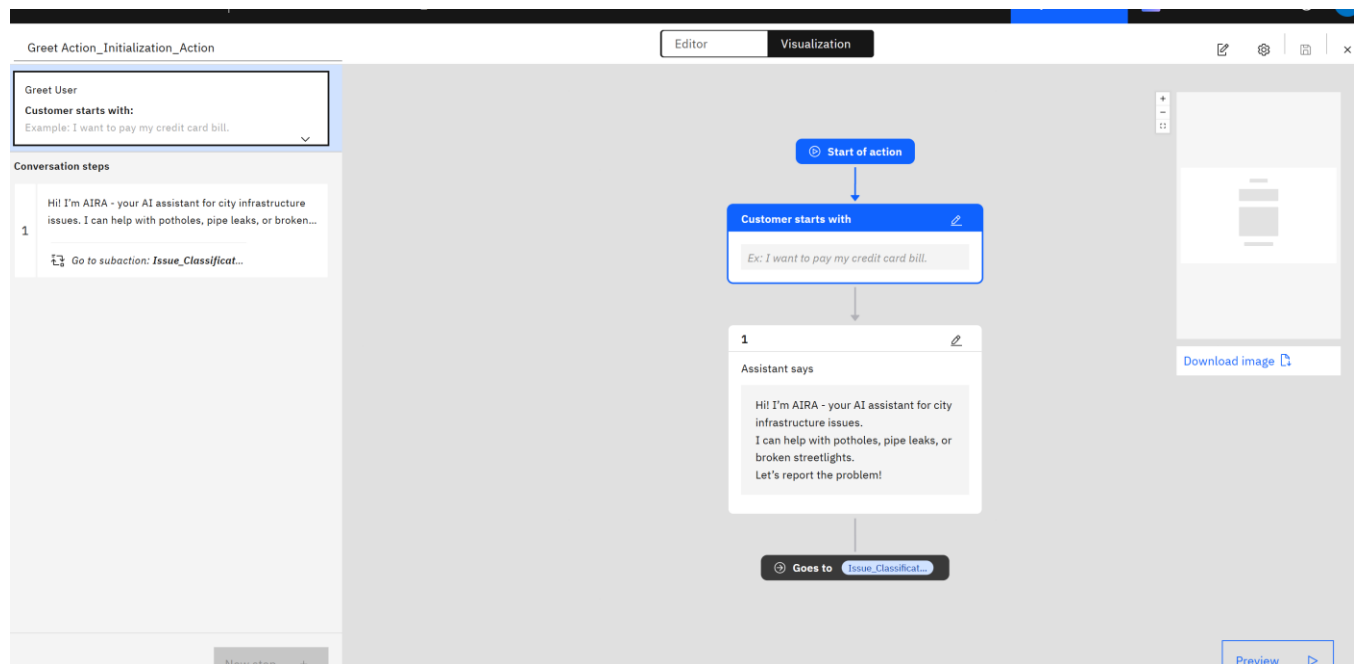 Greet Action_Initialization_Action
Editor
Visualization
Greet User
Customer starts with:
Example: I want to pay my credit card bill.
Conversation steps
1
Hi! I'm AIRA - your AI assistant for city infrastructure
issues. I can help with potholes, pipe leaks, or broken...
Go to subaction: Issue_Classificat...
New step +
Start of action
Customer starts with
Ex: I want to pay my credit card bill.
1
Assistant says
Hi! I'm AIRA - your AI assistant for city
infrastructure issues.
I can help with potholes, pipe leaks, or
broken streetlights.
Let's report the problem!
Goes to Issue_Classificat...
Download image
Preview